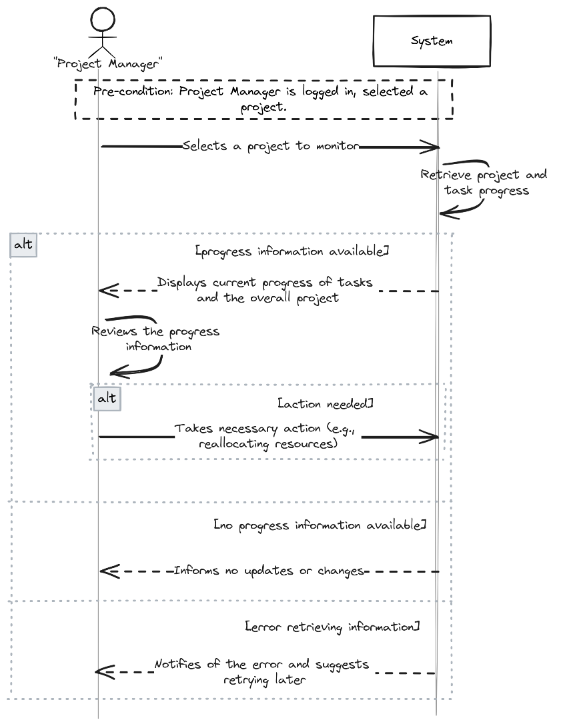 "Project Manager"
System
Pre-condition: Project Manager is logged in, selected a
project.
Selects a project to monitor
Retrieve project and
task progress
alt
[progress information available]
Displays current progress of tasks
and the overall project
Reviews the progress
information
alt
[action needed]
Takes necessary action (e.g.,
reallocating resources)
[no progress information available]
Informs no updates or changes
[error retrieving information]
Notifies of the error and suggests
retrying later